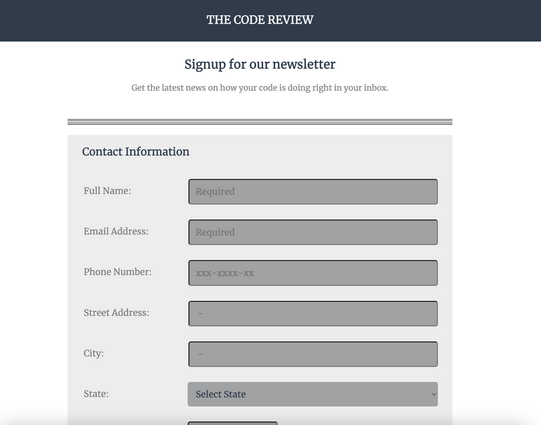 THE CODE REVIEW
Signup for our newsletter
Get the latest news on how your code is doing right in your inbox.
Contact Information
Full Name: Required
Email Address: Required
Phone Number: xxx-xxxx-xx
Street Address: -
City: -
State: Select State